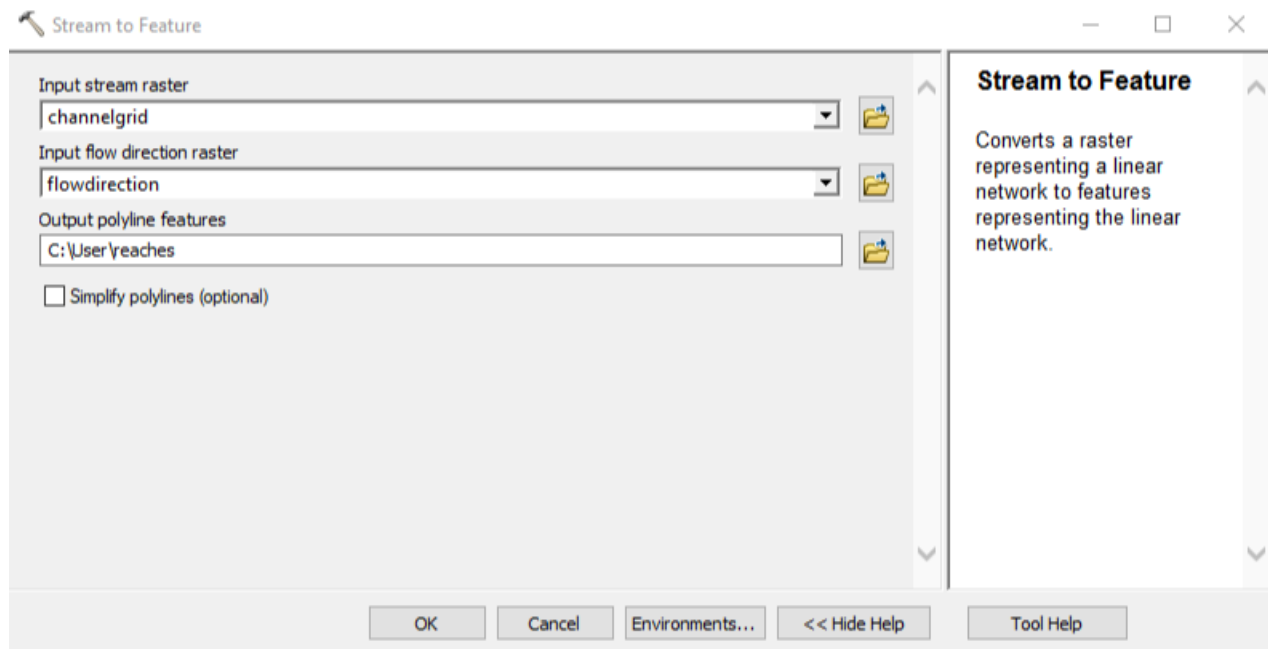 Stream to Feature
Input stream raster
channelgrid
Input flow direction raster
flowdirection
Output polyline features
C:\User\reaches
Simplify polylines (optional)
Stream to Feature
Converts a raster
representing a linear
network to features
representing the linear
network.
OK
Cancel
Environments...
<< Hide Help
Tool Help